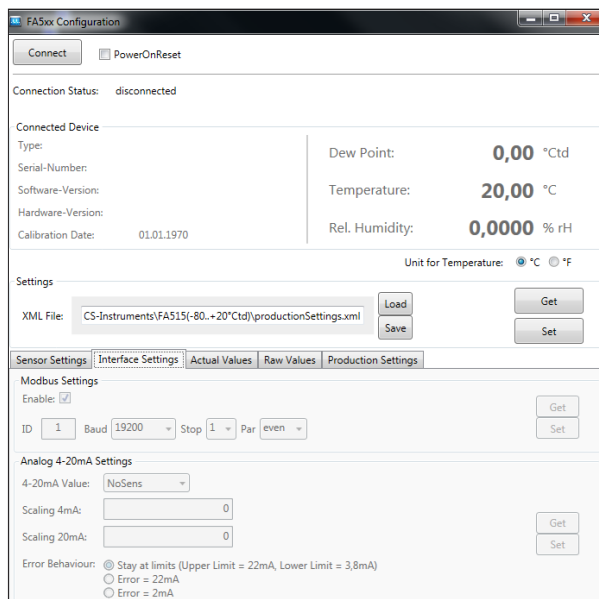 FA5xx Configuration
Connect PowerOnReset
Connection Status: disconnected
Connected Device
Type:
Serial-Number:
Software-Version:
Hardware-Version:
Calibration Date: 01.01.1970
Dew Point: 0,00 °Ctd
Temperature: 20,00 °C
Rel. Humidity: 0,0000 % rH
Unit for Temperature: °C °F
Settings
XML File: CS-Instruments\FA515(-80..+20°Ctd)\productionSettings.xml
Load
Save
Get
Set
Sensor Settings Interface Settings Actual Values Raw Values Production Settings
Modbus Settings
Enable:
ID 1 Baud 19200 Stop 1 Par even
Get
Set
Analog 4-20mA Settings
4-20mA Value: NoSens
Scaling 4mA: 0
Scaling 20mA: 0
Get
Set
Error Behaviour: Stay at limits (Upper Limit = 22mA, Lower Limit = 3,8mA)
Error = 22mA
Error = 2mA